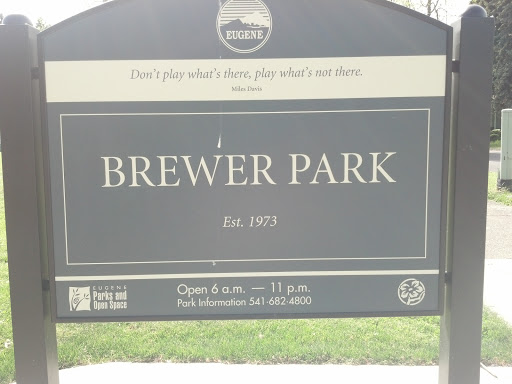 EUGENE
Don't play what's there, play what's not there.
Miles Davis
BREWER PARK
Est. 1973
EUGENE
Parks and
Open Space
Open 6 a.m. — 11 p.m.
Park Information 541-682-4800